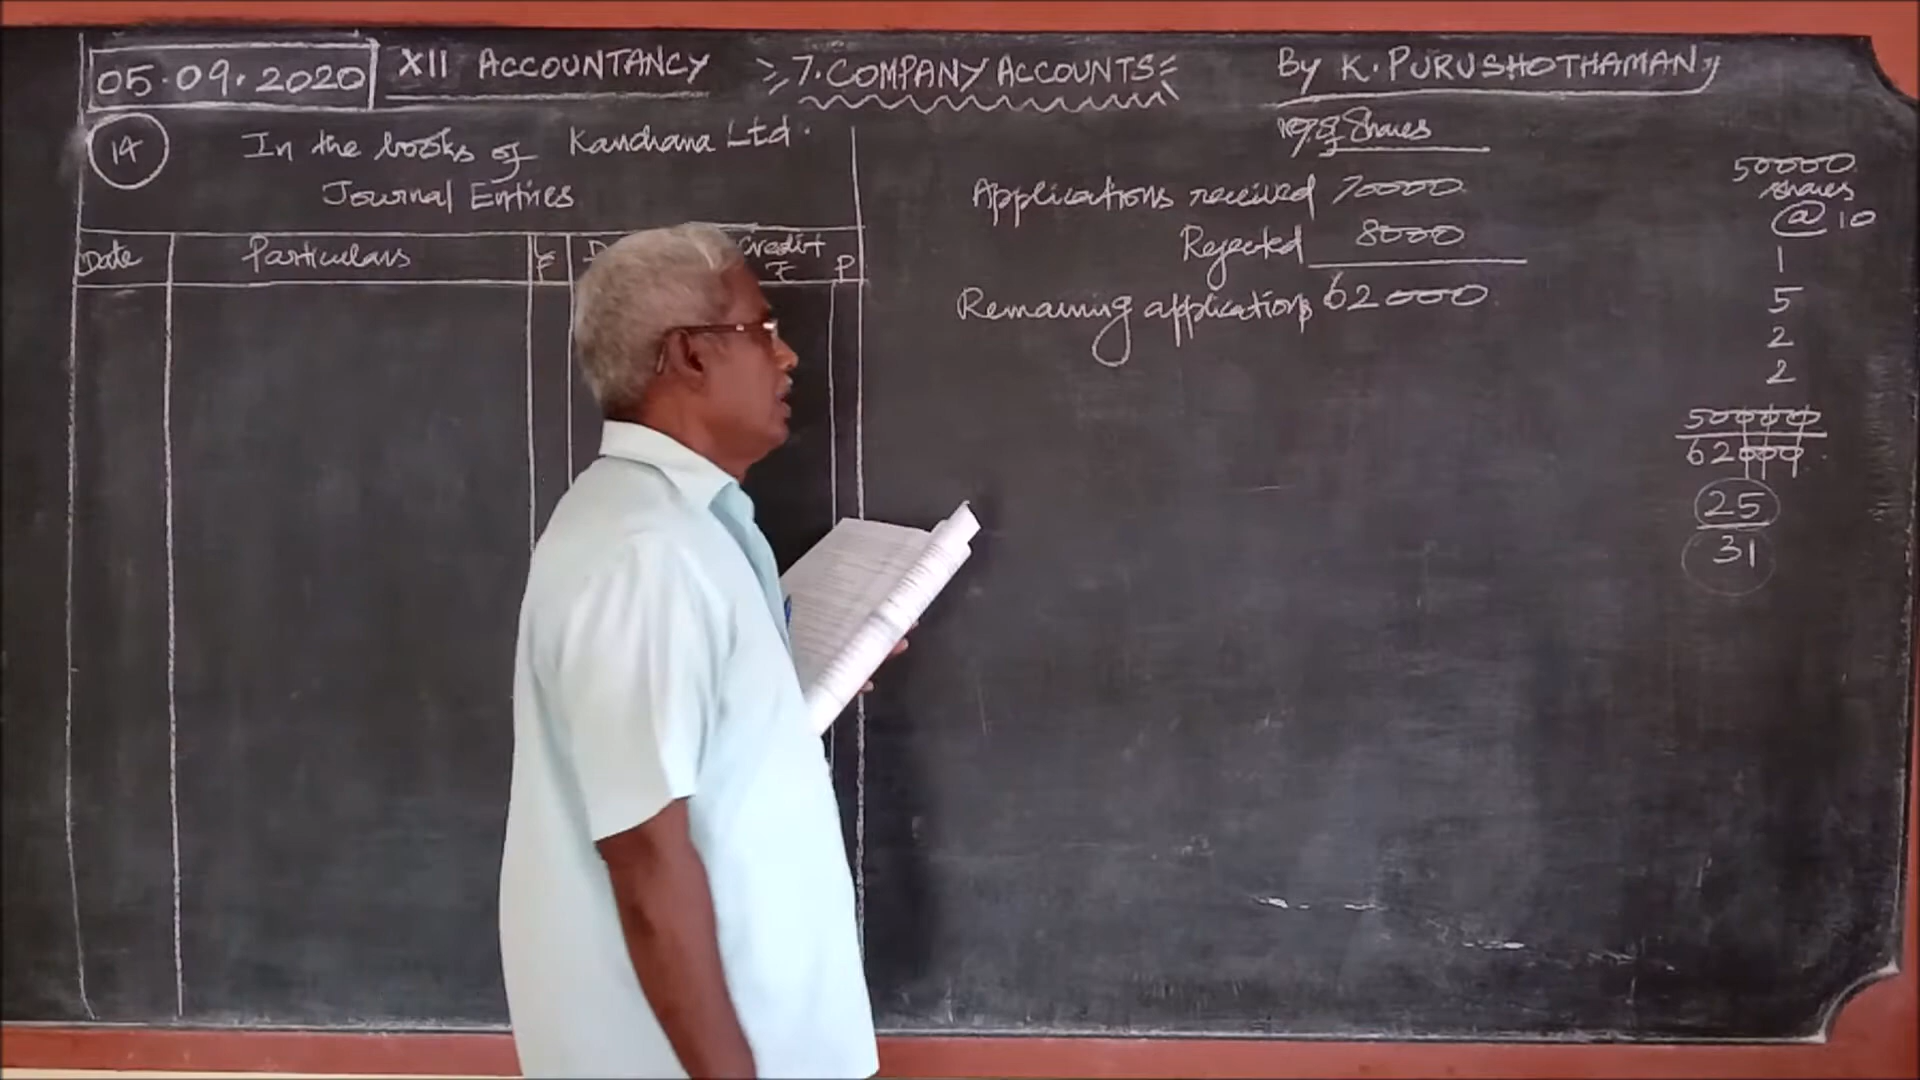 05.09.2020
XII ACCOUNTANCY
7. COMPANY ACCOUNTS
By K. PURUSHOTHAMAN
14
In the books of Kanchana Ltd.
Journal Entries
Date
Particulars
L
F
D
Credit
₹
P
No. of Shares
Applications received 70000
Rejected 8000
Remaining applications 62000
50000
shares
@ 10
1
5
2
2
50000
62000
25
31